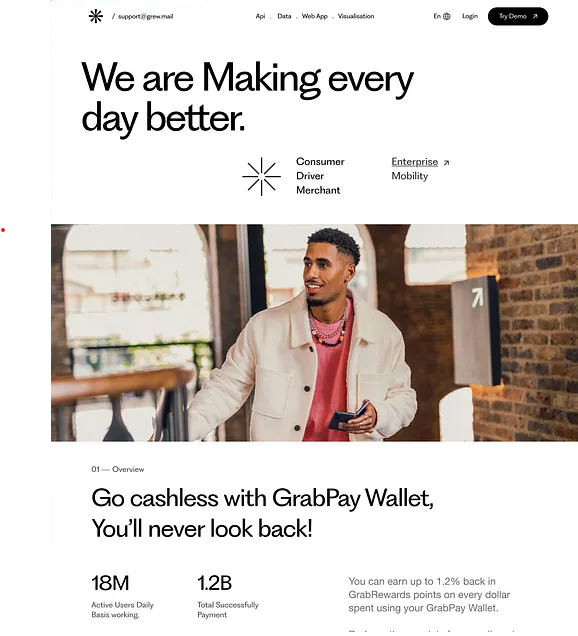 / support@grew.mail
Api . Data . Web App . Visualisation
En Login Try Demo
We are Making every
day better.
Consumer
Driver
Merchant
Enterprise
Mobility
01 — Overview
Go cashless with GrabPay Wallet,
You’ll never look back!
18M
Active Users Daily
Basis working.
1.2B
Total Successfully
Payment
You can earn up to 1.2% back in
GrabRewards points on every dollar
spent using your GrabPay Wallet.